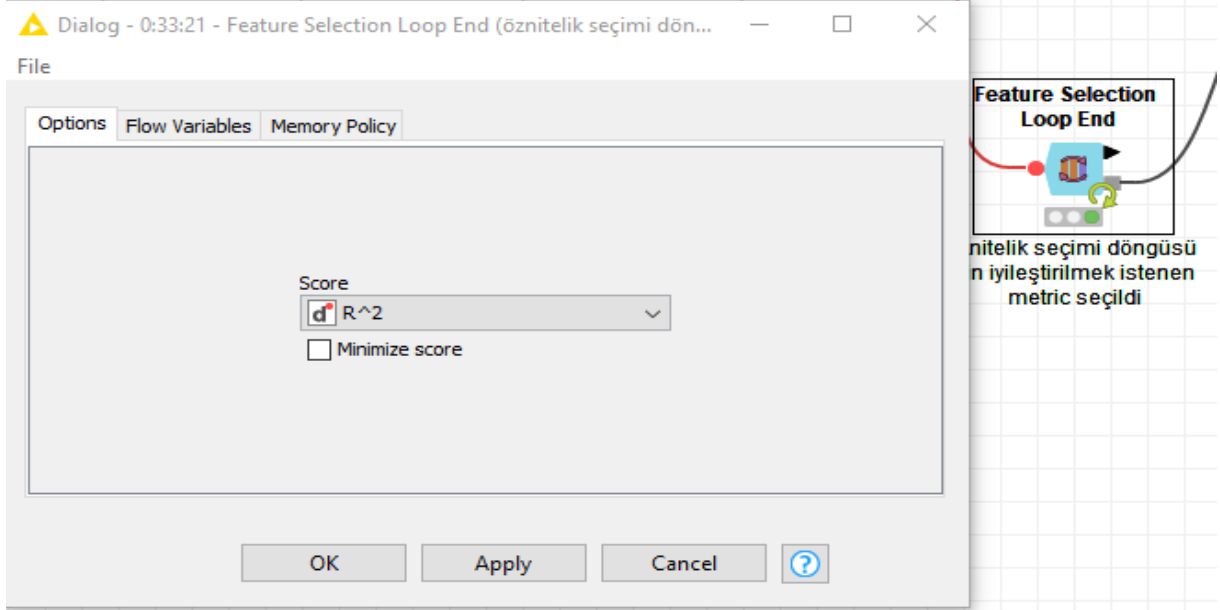 Dialog - 0:33:21 - Feature Selection Loop End (öznitelik seçimi dön...
File
Options Flow Variables Memory Policy
Score
d R^2
Minimize score
OK Apply Cancel ?
Feature Selection
Loop End
nitelik seçimi döngüsü
n iyileştirilmek istenen
metric seçildi